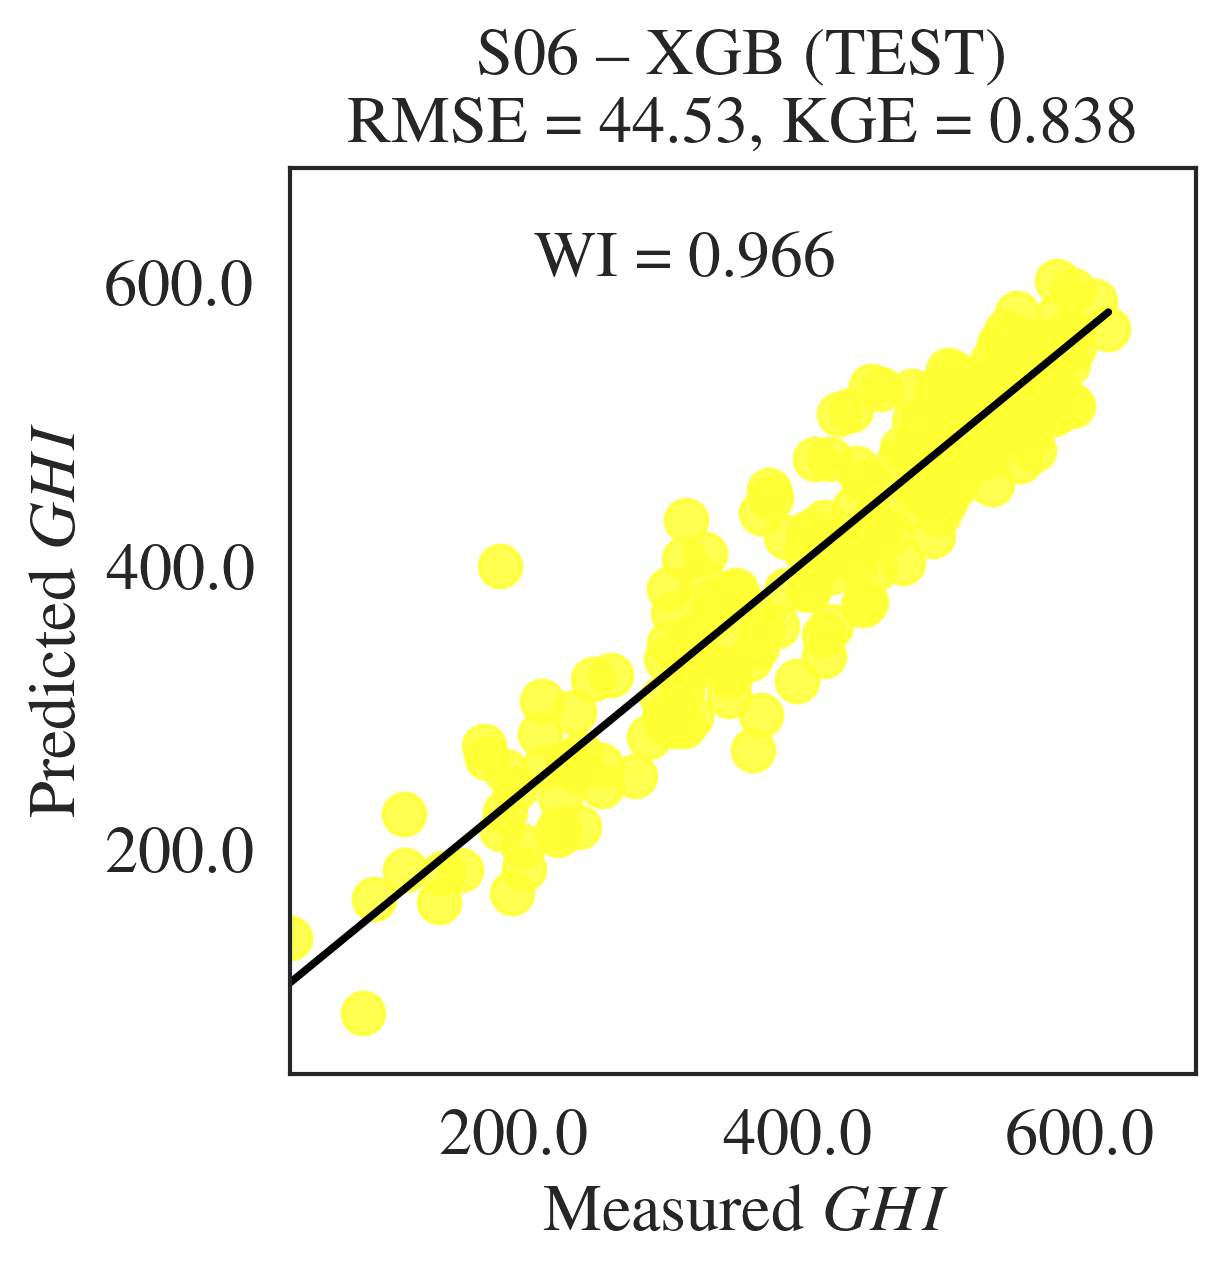 S06 – XGB (TEST)
RMSE = 44.53, KGE = 0.838
WI = 0.966
600.0
400.0
200.0
Predicted GHI
200.0 400.0 600.0
Measured GHI